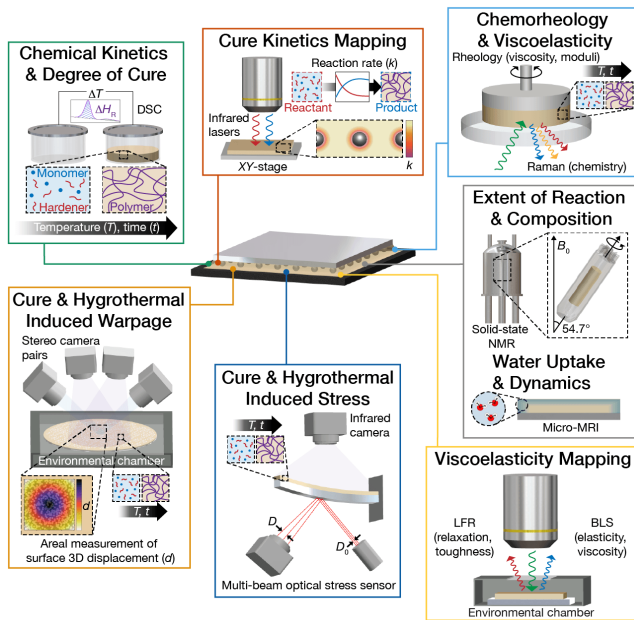 Chemical Kinetics
& Degree of Cure
ΔT
ΔH_R
DSC
Monomer
Hardener
Polymer
Temperature (T), time (t)
Cure Kinetics Mapping
Reaction rate (k)
Reactant
Product
Infrared
lasers
XY-stage
k
Chemorheology
& Viscoelasticity
Rheology (viscosity, moduli)
T, t
Raman (chemistry)
Extent of Reaction
& Composition
B₀
54.7°
Solid-state
NMR
Water Uptake
& Dynamics
Micro-MRI
Cure & Hygrothermal
Induced Warpage
Stereo camera
pairs
Environmental chamber
d
T, t
Areal measurement of
surface 3D displacement (d)
Cure & Hygrothermal
Induced Stress
T, t
Infrared
camera
D
D₀
Multi-beam optical stress sensor
Viscoelasticity Mapping
LFR
(relaxation,
toughness)
BLS
(elasticity,
viscosity)
Environmental chamber